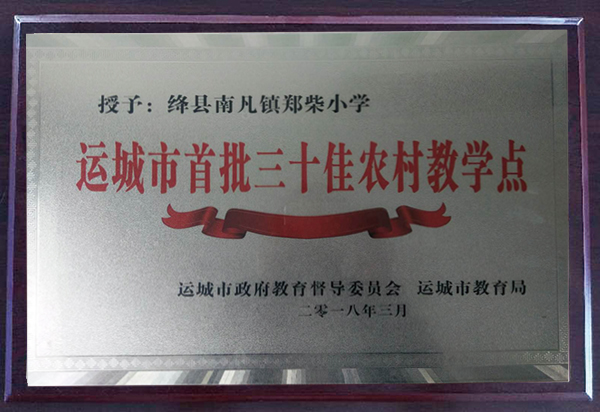 授予：绛县南凡镇郑柴小学
运城市首批三十佳农村教学点
运城市政府教育督导委员会 运城市教育局
二零一八年三月